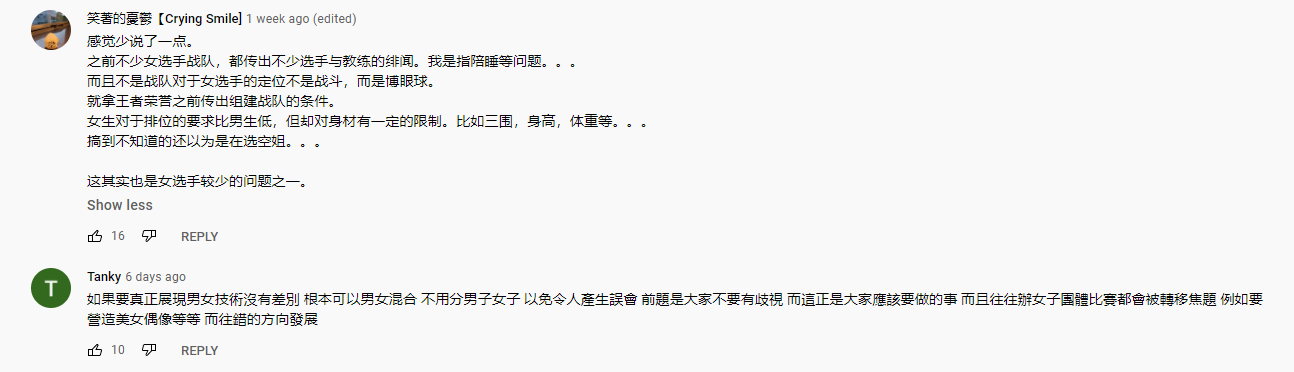 笑著的憂鬱【Crying Smile] 1 week ago (edited)
感觉少说了一点。
之前不少女选手战队，都传出不少选手与教练的绯闻。我是指陪睡等问题。。。
而且不是战队对于女选手的定位不是战斗，而是博眼球。
就拿王者荣誉之前传出组建战队的条件。
女生对于排位的要求比男生低，但却对身材有一定的限制。比如三围，身高，体重等。。。
搞到不知道的还以为是在选空姐。。。
这其实也是女选手较少的问题之一。
Show less
16 REPLY
T
Tanky 6 days ago
如果要真正展現男女技術沒有差別 根本可以男女混合 不用分男子女子 以免令人產生誤會 前題是大家不要有歧視 而這正是大家應該要做的事 而且往往辦女子團體比賽都會被轉移焦題 例如要
營造美女偶像等等 而往錯的方向發展
10 REPLY